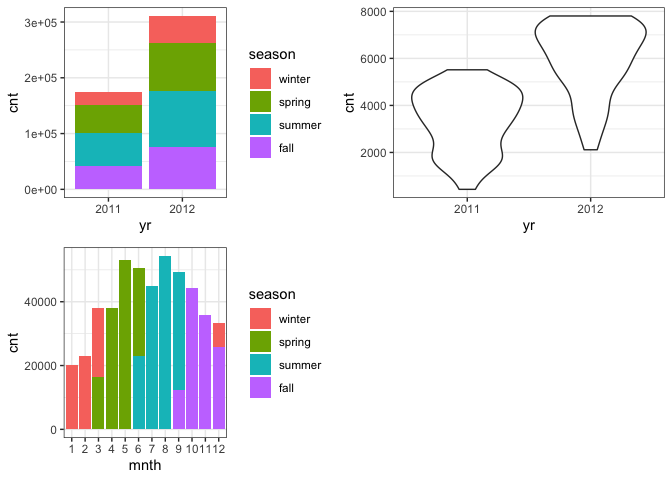 3e+05
2e+05
1e+05
0e+00
cnt
2011 2012
yr
season
winter
spring
summer
fall
8000
6000
4000
2000
cnt
2011 2012
yr
40000
20000
0
cnt
1 2 3 4 5 6 7 8 9 10 11 12
mnth
season
winter
spring
summer
fall